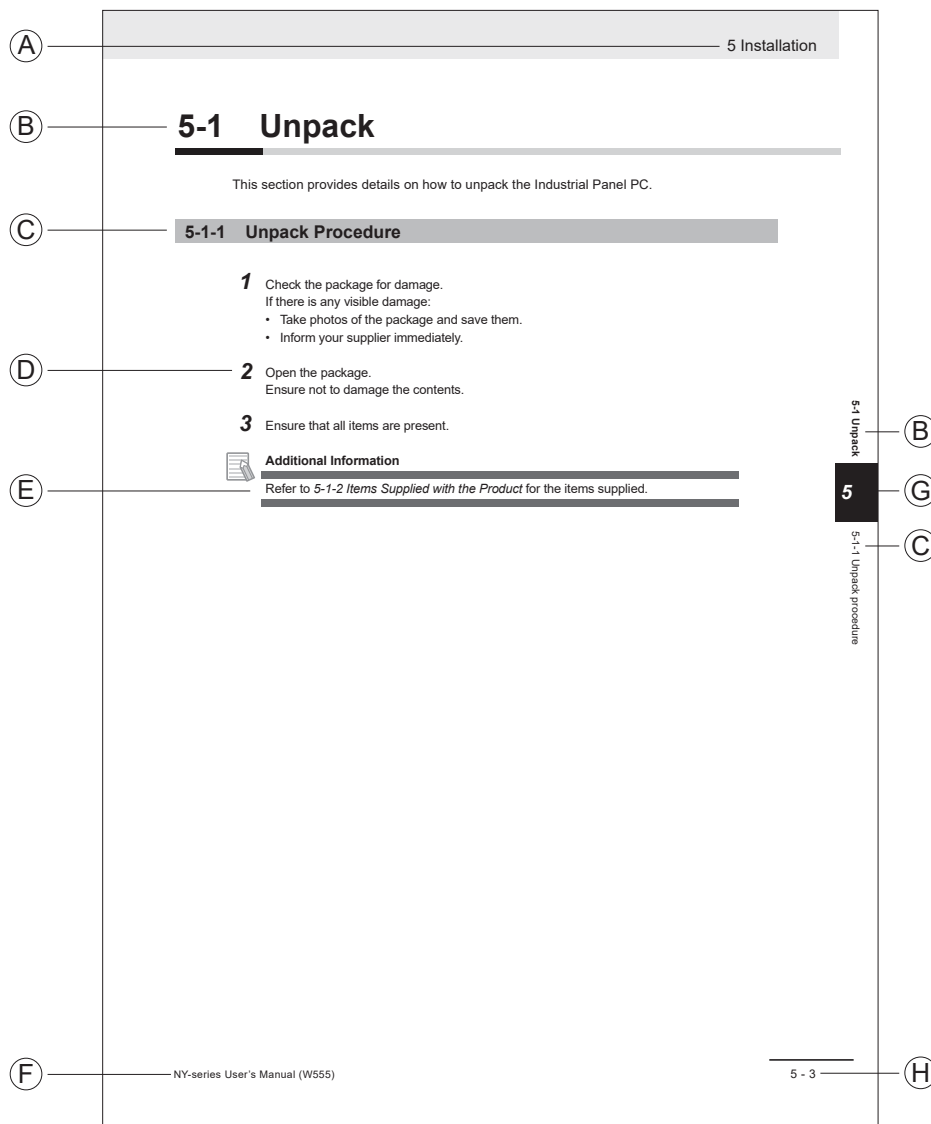 A
5 Installation
B
5-1 Unpack
This section provides details on how to unpack the Industrial Panel PC.
C
5-1-1 Unpack Procedure
1 Check the package for damage.
If there is any visible damage:
• Take photos of the package and save them.
• Inform your supplier immediately.
D
2 Open the package.
Ensure not to damage the contents.
3 Ensure that all items are present.
5-1 Unpack
B
Additional Information
E
Refer to 5-1-2 Items Supplied with the Product for the items supplied.
5
G
5-1-1 Unpack procedure
C
F
NY-series User’s Manual (W555)
5 - 3
H